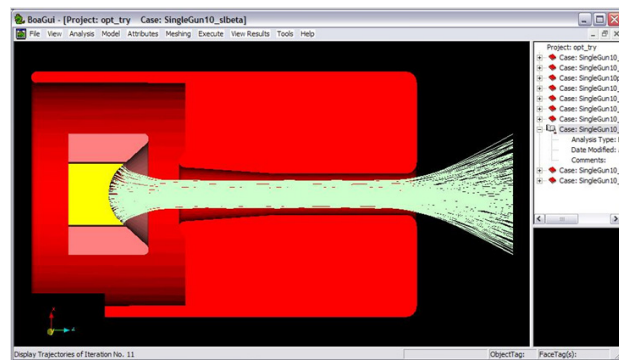 BoaGui - [Project: opt_try    Case: SingleGun10_slbeta]
File View Analysis Model Attributes Meshing Execute View Results Tools Help
Project: opt_try
Case: SingleGun10_
Case: SingleGun10_
Case: SingleGun10p
Case: SingleGun10_
Case: SingleGun10_
Case: SingleGun10_
Case: SingleGun10_
Case: SingleGun10_
Analysis Type:
Date Modified:
Comments:
Case: SingleGun10_
Case: SingleGun10_
Display Trajectories of Iteration No. 11
ObjectTag:
FaceTag(s):